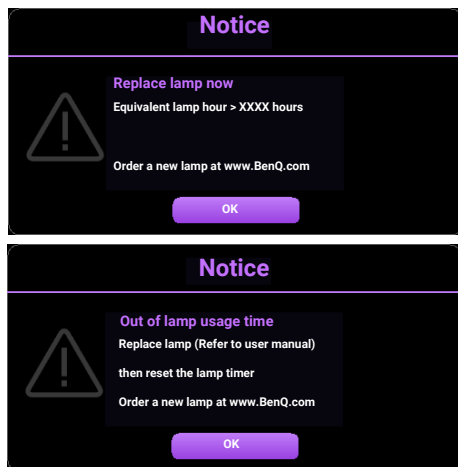 Notice
Replace lamp now
Equivalent lamp hour > XXXX hours
Order a new lamp at www.BenQ.com
OK
Notice
Out of lamp usage time
Replace lamp (Refer to user manual)
then reset the lamp timer
Order a new lamp at www.BenQ.com
OK